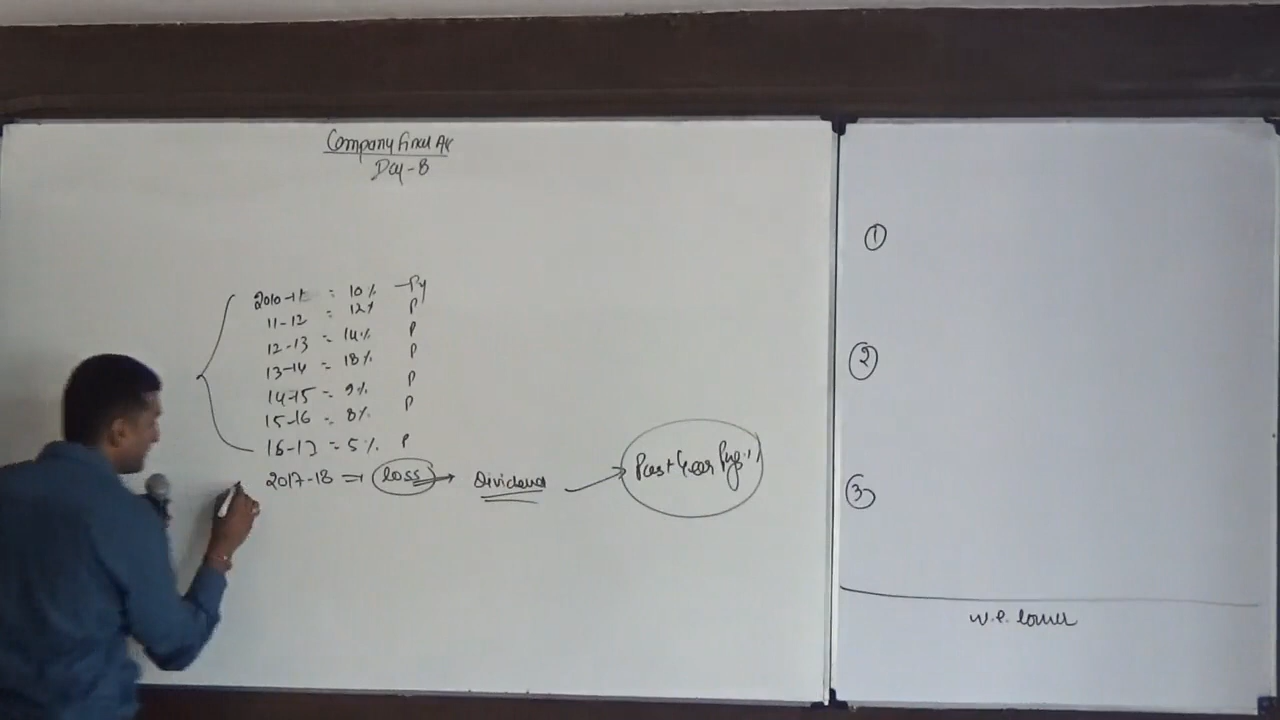 Company Final A/c
Day-8
2010-11 = 10% - Py
11-12 = 12% P
12-13 = 14% P
13-14 = 18% P
14-15 = 9% P
15-16 = 8% P
16-17 = 5% P
2017-18 ⇒ loss → Dividend → Past Year
①
②
③
w.e. lower